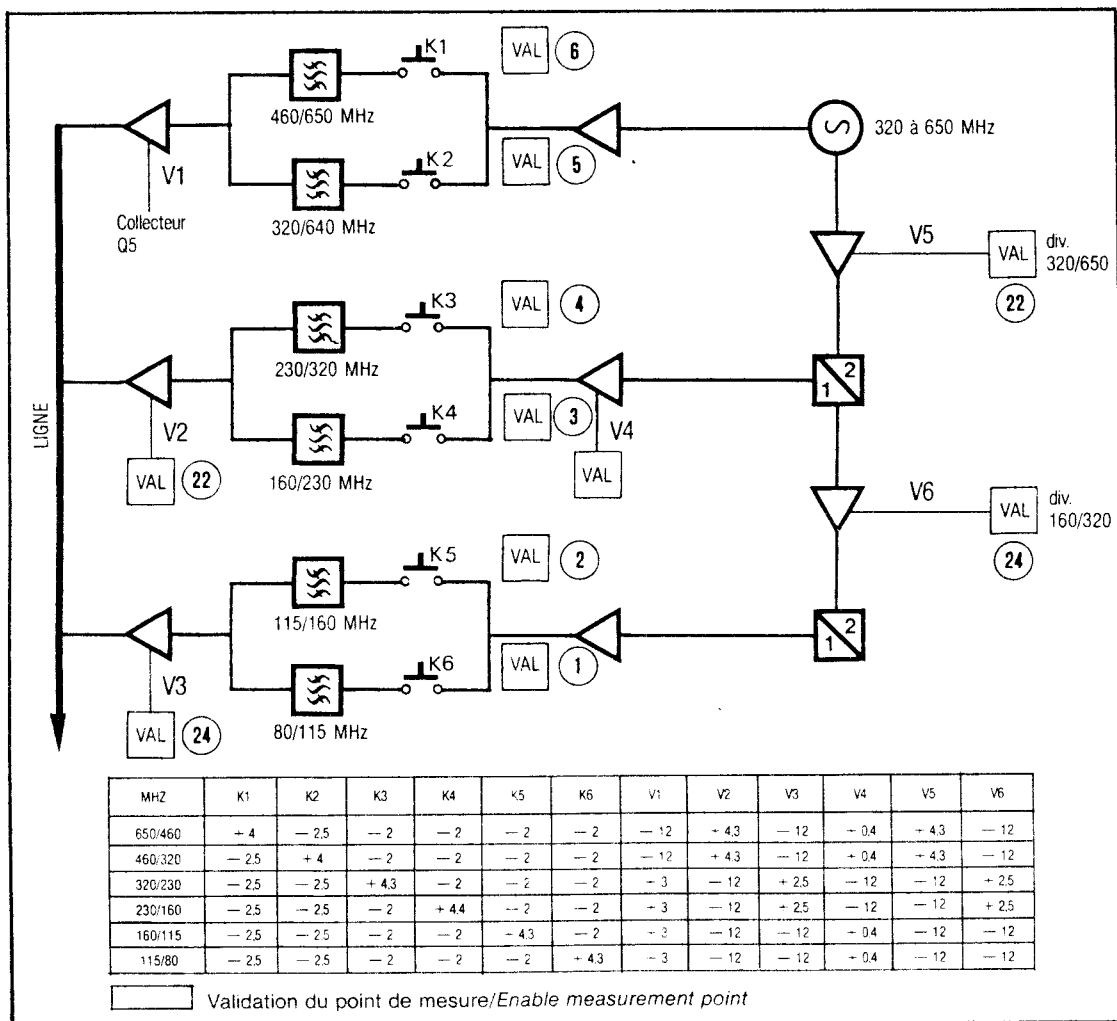 VAL 6
K1
460/650 MHz
320 à 650 MHz
V1
K2
VAL 5
Collecteur
Q5
320/640 MHz
V5
VAL
div.
320/650
22
VAL 4
K3
230/320 MHz
2
1
LIGNE
V2
K4
VAL 3
V4
VAL 22
160/230 MHz
VAL
V6
VAL
div.
160/320
24
VAL 2
K5
115/160 MHz
2
1
V3
K6
VAL 1
VAL 24
80/115 MHz
MHZ K1 K2 K3 K4 K5 K6 V1 V2 V3 V4 V5 V6
650/460 + 4 — 2,5 — 2 — 2 — 2 — 2 — 12 + 4,3 — 12 + 0,4 + 4,3 — 12
460/320 — 2,5 + 4 — 2 — 2 — 2 — 2 — 12 + 4,3 — 12 + 0,4 + 4,3 — 12
320/230 — 2,5 — 2,5 + 4,3 — 2 — 2 — 2 + 3 — 12 + 2,5 — 12 — 12 + 2,5
230/160 — 2,5 — 2,5 — 2 + 4,4 — 2 — 2 + 3 — 12 + 2,5 — 12 — 12 + 2,5
160/115 — 2,5 — 2,5 — 2 — 2 + 4,3 — 2 + 3 — 12 — 12 + 0,4 — 12 — 12
115/80 — 2,5 — 2,5 — 2 — 2 — 2 + 4,3 + 3 — 12 — 12 + 0,4 — 12 — 12
Validation du point de mesure/Enable measurement point